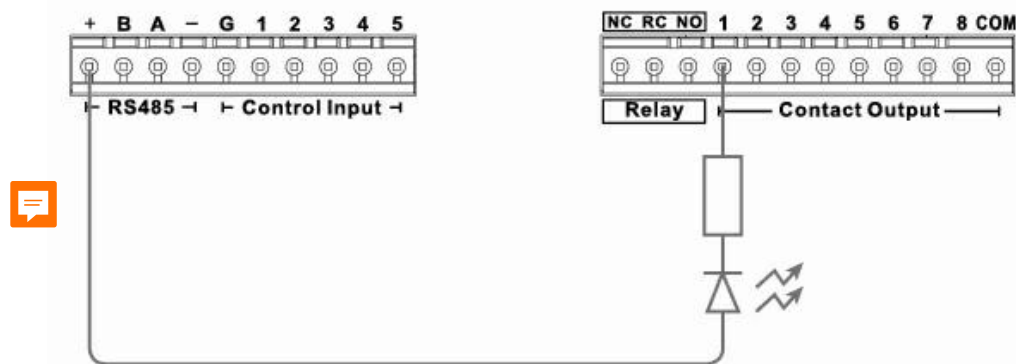 + B A − G 1 2 3 4 5
RS485
Control Input
NC RC NO 1 2 3 4 5 6 7 8 COM
Relay
Contact Output